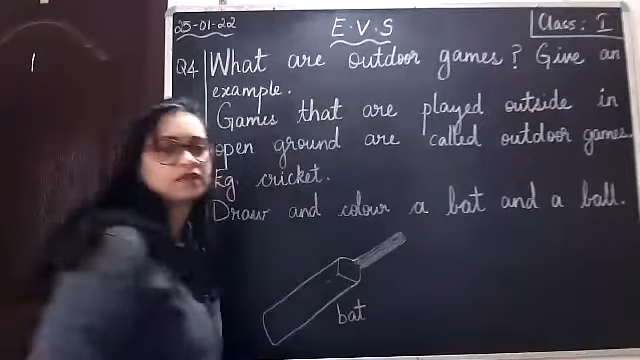 25-01-22
E.V.S
Class: I
Q4 What are outdoor games? Give an
example.
Games that are played outside in
open ground are called outdoor games.
Eg. cricket.
Draw and colour a bat and a ball.
bat